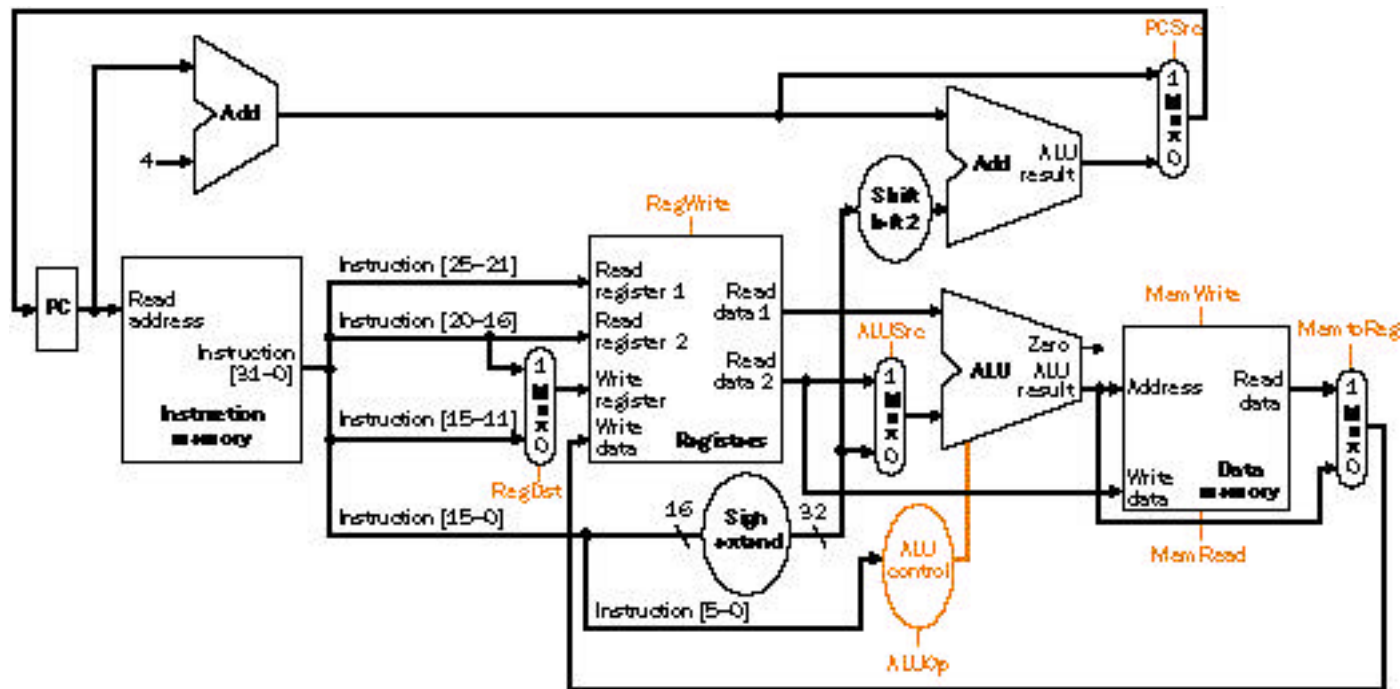 PCSrc
1
M
u
x
0
Add
4
Add
ALU
result
Shift
left 2
RegWrite
PC
Read
address
Instruction
[31–0]
Instruction
memory
Instruction [25–21]
Instruction [20–16]
Instruction [15–11]
Instruction [15–0]
Instruction [5–0]
1
M
u
x
0
RegDst
Read
register 1
Read
register 2
Write
register
Write
data
Read
data 1
Read
data 2
Registers
16
Sign
extend
32
ALUSrc
1
M
u
x
0
Zero
ALU
ALU
result
ALU
control
ALUOp
MemWrite
Address
Read
data
Write
data
Data
memory
MemRead
MemtoReg
1
M
u
x
0